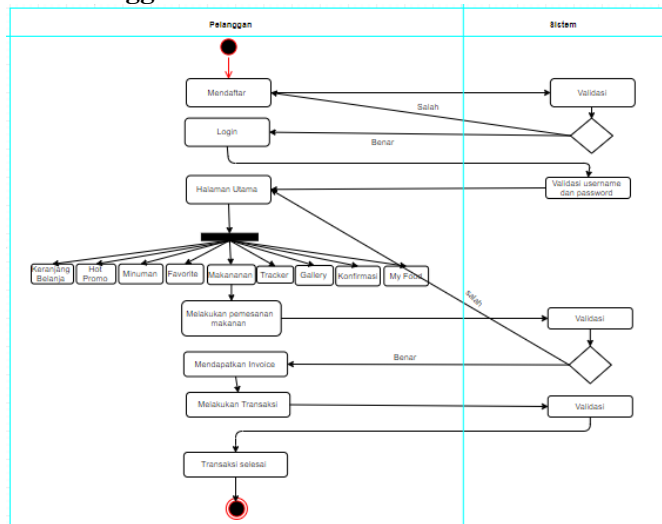 Pelanggan
Sistem
Mendaftar
Validasi
Salah
Login
Benar
Halaman Utama
Validasi username
dan password
Keranjang
Belanja
Hot
Promo
Minuman
Favorite
Makananan
Tracker
Gallery
Konfirmasi
My Food
salah
Melakukan pemesanan
makanan
Validasi
Benar
Mendapatkan Invoice
Melakukan Transaksi
Validasi
Transaksi selesai